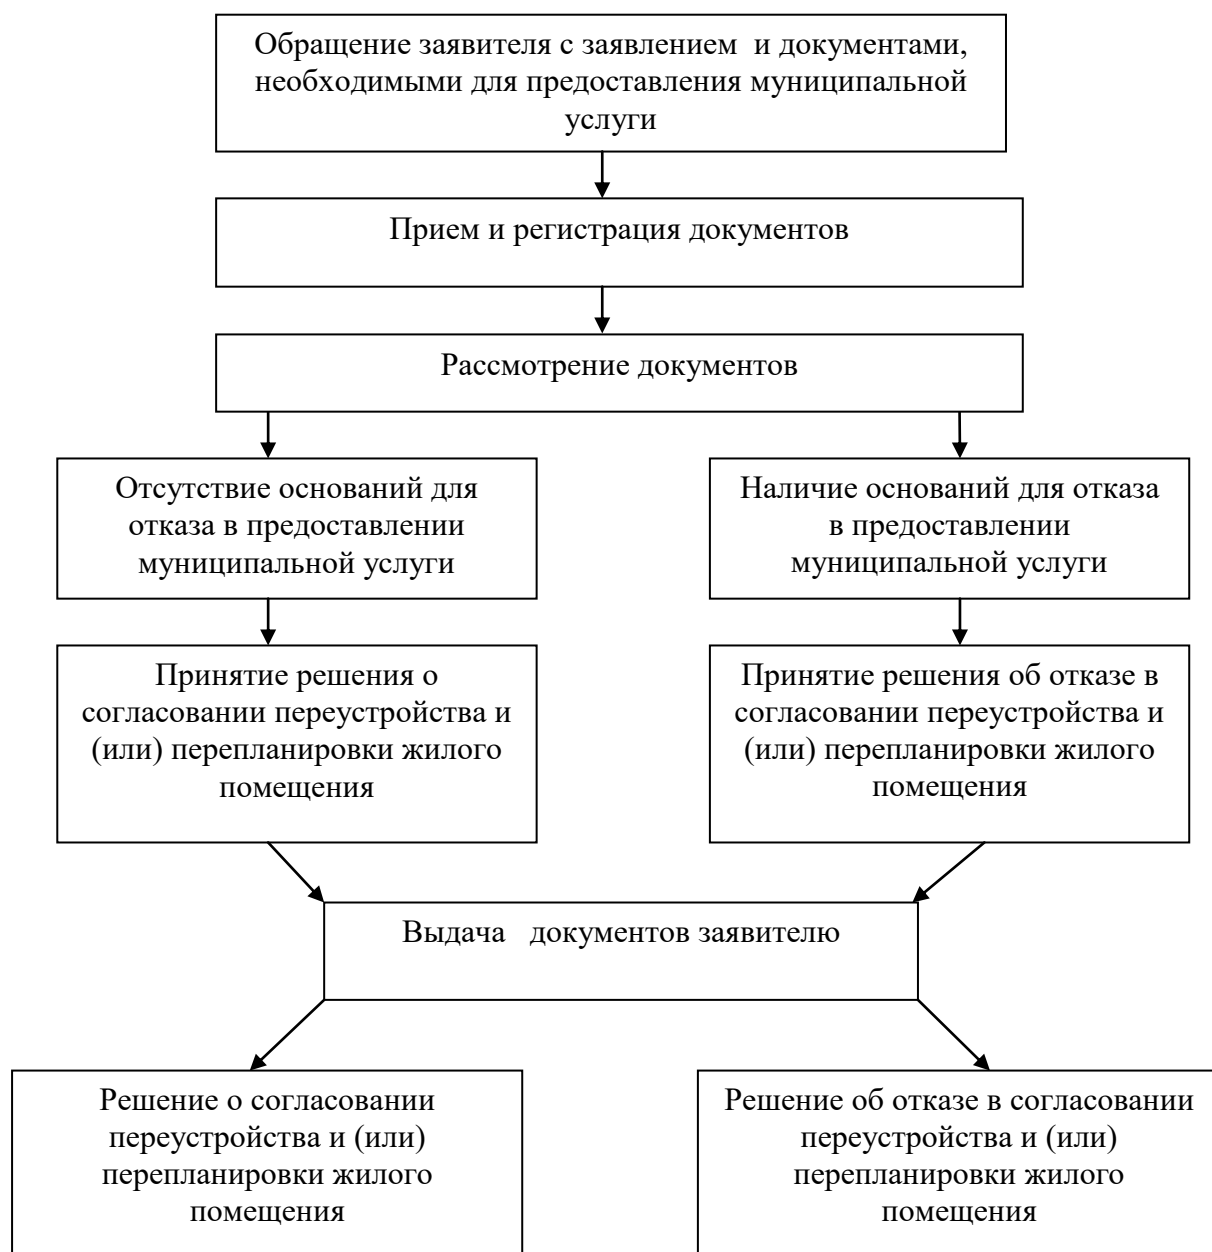 Обращение заявителя с заявлением и документами,
необходимыми для предоставления муниципальной
услуги
Прием и регистрация документов
Рассмотрение документов
Отсутствие оснований для
отказа в предоставлении
муниципальной услуги
Наличие оснований для отказа
в предоставлении
муниципальной услуги
Принятие решения о
согласовании переустройства и
(или) перепланировки жилого
помещения
Принятие решения об отказе в
согласовании переустройства и
(или) перепланировки жилого
помещения
Выдача документов заявителю
Решение о согласовании
переустройства и (или)
перепланировки жилого
помещения
Решение об отказе в согласовании
переустройства и (или)
перепланировки жилого
помещения